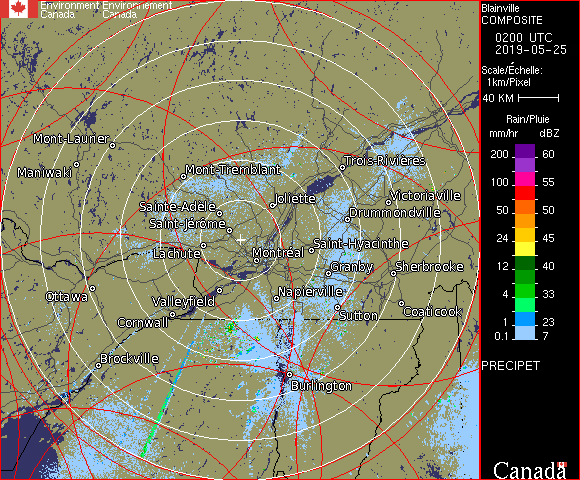 Environment Environnement
Canada Canada
Blainville
COMPOSITE
0200 UTC
2019-05-25
Scale/Échelle:
1km/Pixel
40 KM
Rain/Pluie
mm/hr dBZ
200 60
100 55
50 50
24 45
12 40
4 33
1 23
0.1 7
PRECIPET
Canada
Mont-Laurier
Maniwaki
Mont-Tremblant
Trois-Rivières
Sainte-Adèle
Joliette
Victoriaville
Saint-Jérôme
Drummondville
Lachute
Montréal
Saint-Hyacinthe
Granby
Sherbrooke
Ottawa
Valleyfield
Napierville
Cornwall
Sutton
Coaticook
Brockville
Burlington